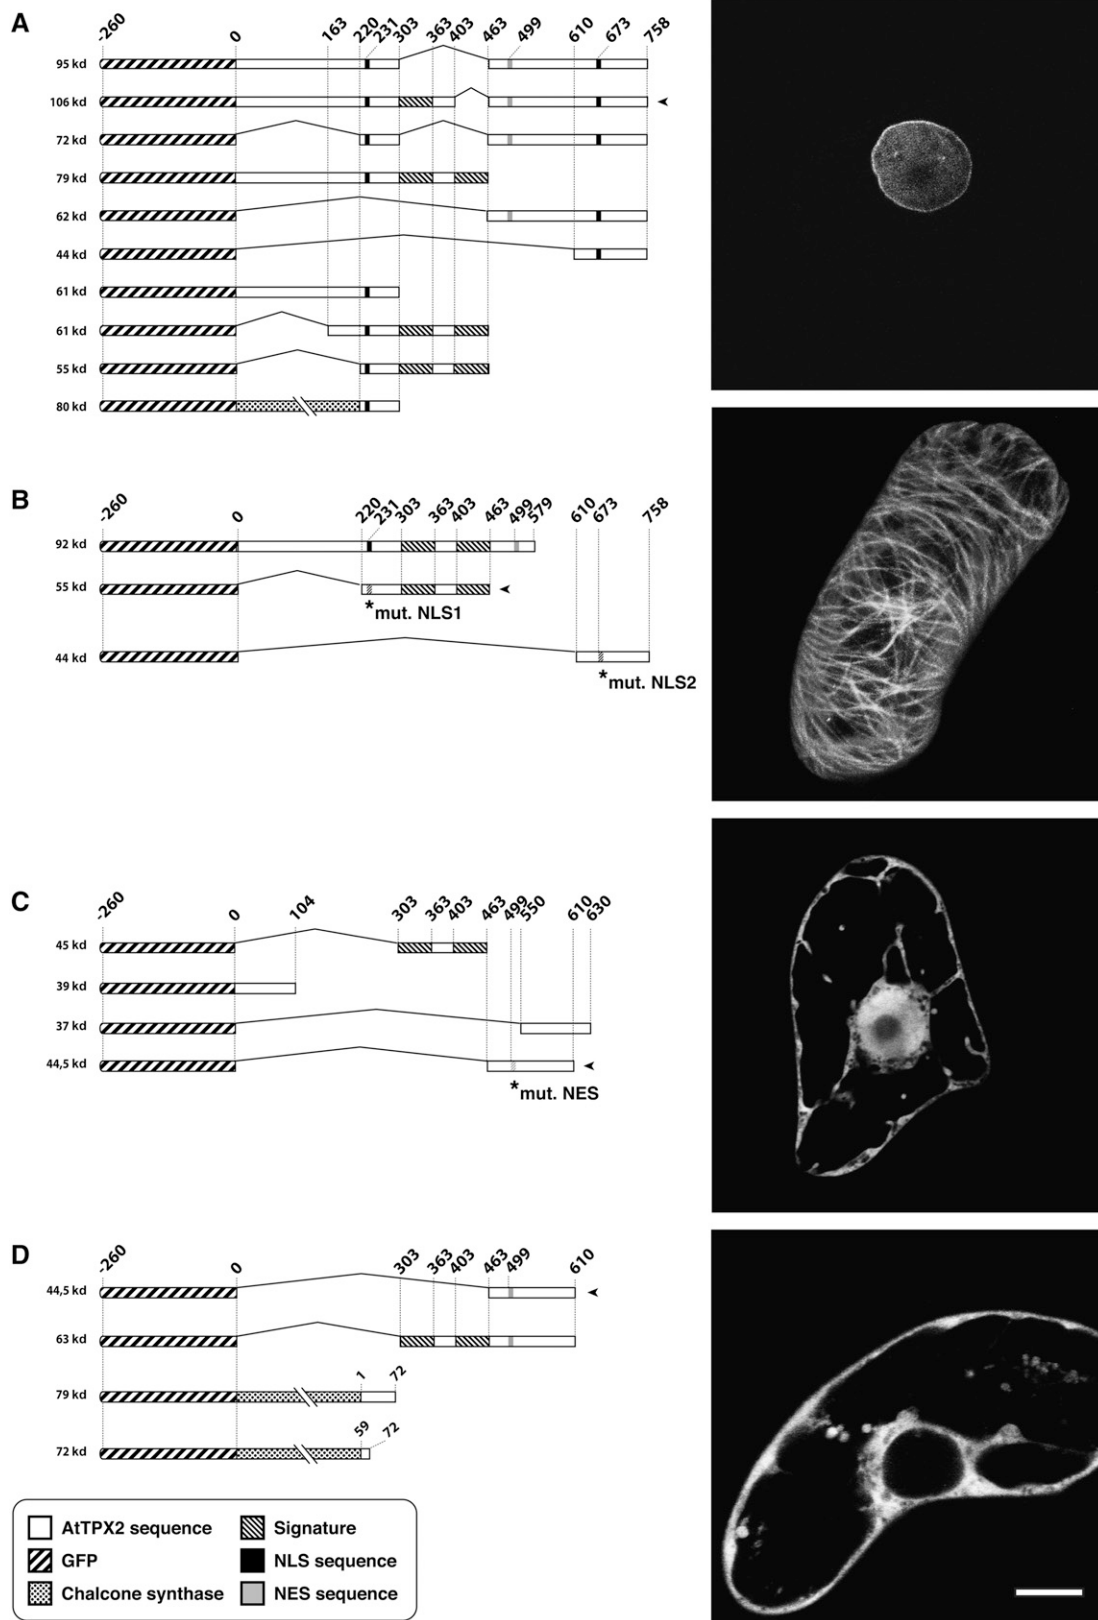 A
-260 0 163 220 231 303 363 403 463 499 610 673 758
95 kd
106 kd
72 kd
79 kd
62 kd
44 kd
61 kd
61 kd
55 kd
80 kd
B
-260 0 220 231 303 363 403 463 499 579 610 673 758
92 kd
55 kd
*mut. NLS1
44 kd
*mut. NLS2
C
-260 0 104 303 363 403 463 499 550 610 630
45 kd
39 kd
37 kd
44,5 kd
*mut. NES
D
-260 0 303 363 403 463 499 610
44,5 kd
63 kd
1 72
79 kd
59 72
72 kd
AtTPX2 sequence
Signature
GFP
NLS sequence
Chalcone synthase
NES sequence